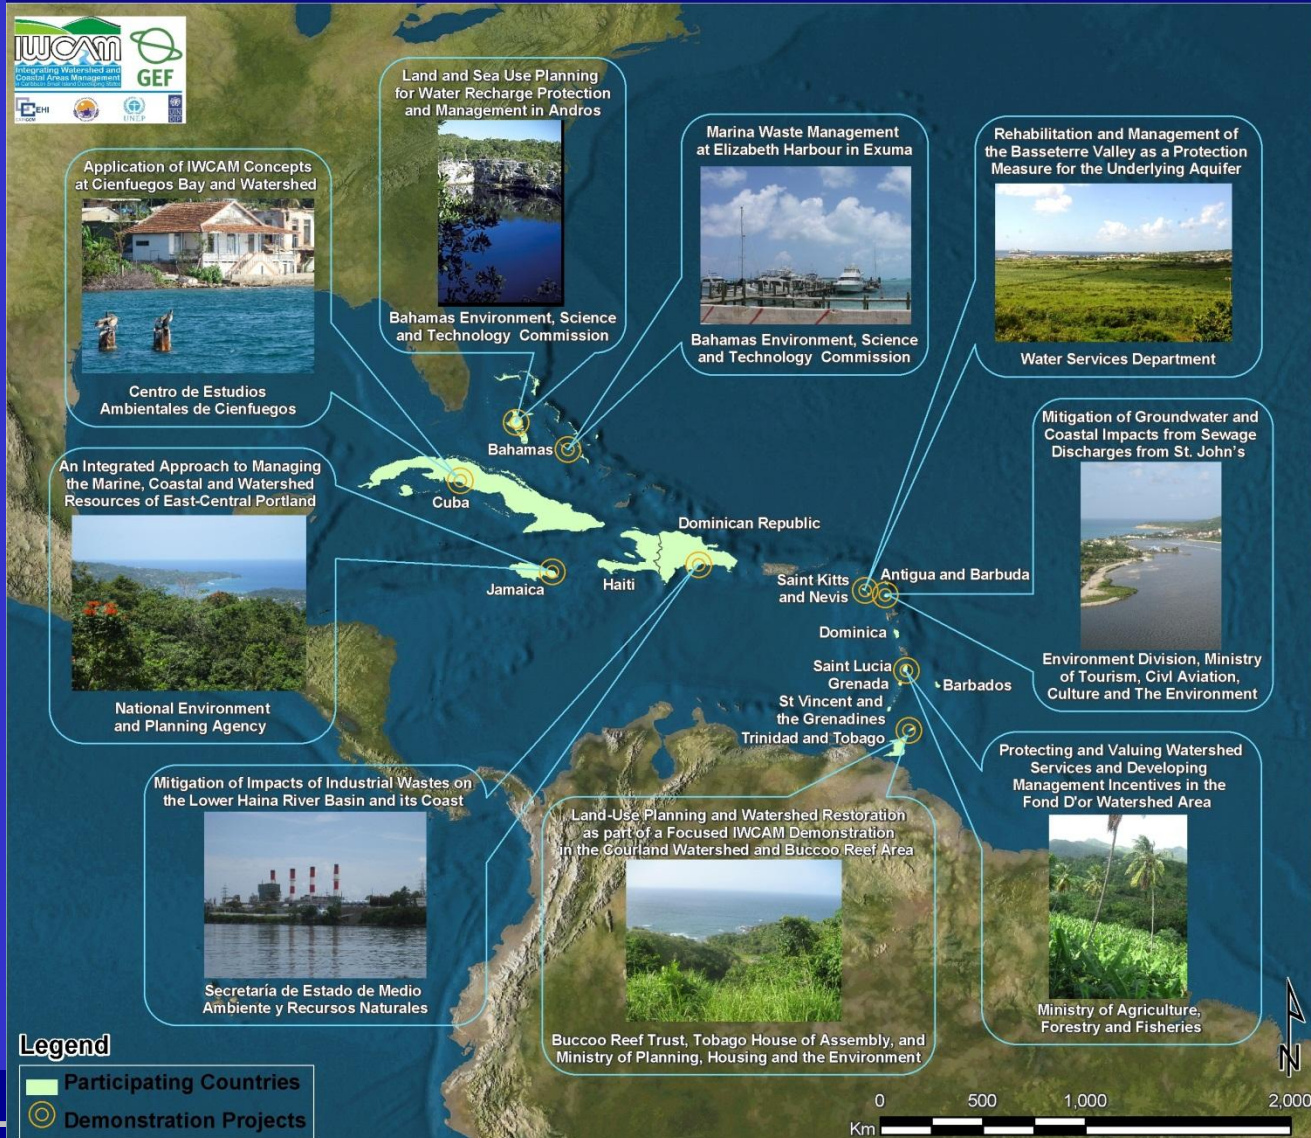 IWCAM
Integrating Watershed and
Coastal Areas Management
GEF
CEHI
UNEP
Land and Sea Use Planning
for Water Recharge Protection
and Management in Andros
Bahamas Environment, Science
and Technology Commission
Marina Waste Management
at Elizabeth Harbour in Exuma
Bahamas Environment, Science
and Technology Commission
Rehabilitation and Management of
the Basseterre Valley as a Protection
Measure for the Underlying Aquifer
Water Services Department
Application of IWCAM Concepts
at Cienfuegos Bay and Watershed
Centro de Estudios
Ambientales de Cienfuegos
Mitigation of Groundwater and
Coastal Impacts from Sewage
Discharges from St. John's
Environment Division, Ministry
of Tourism, Civl Aviation,
Culture and The Environment
An Integrated Approach to Managing
the Marine, Coastal and Watershed
Resources of East-Central Portland
National Environment
and Planning Agency
Bahamas
Cuba
Dominican Republic
Jamaica
Haiti
Saint Kitts
and Nevis
Antigua and Barbuda
Dominica
Saint Lucia
Grenada
Barbados
St Vincent and
the Grenadines
Trinidad and Tobago
Mitigation of Impacts of Industrial Wastes on
the Lower Haina River Basin and its Coast
Secretaría de Estado de Medio
Ambiente y Recursos Naturales
Land-Use Planning and Watershed Restoration
as part of a Focused IWCAM Demonstration
in the Courland Watershed and Buccoo Reef Area
Buccoo Reef Trust, Tobago House of Assembly, and
Ministry of Planning, Housing and the Environment
Protecting and Valuing Watershed
Services and Developing
Management Incentives in the
Fond D'or Watershed Area
Ministry of Agriculture,
Forestry and Fisheries
Legend
Participating Countries
Demonstration Projects
N
0 500 1,000 2,000
Km